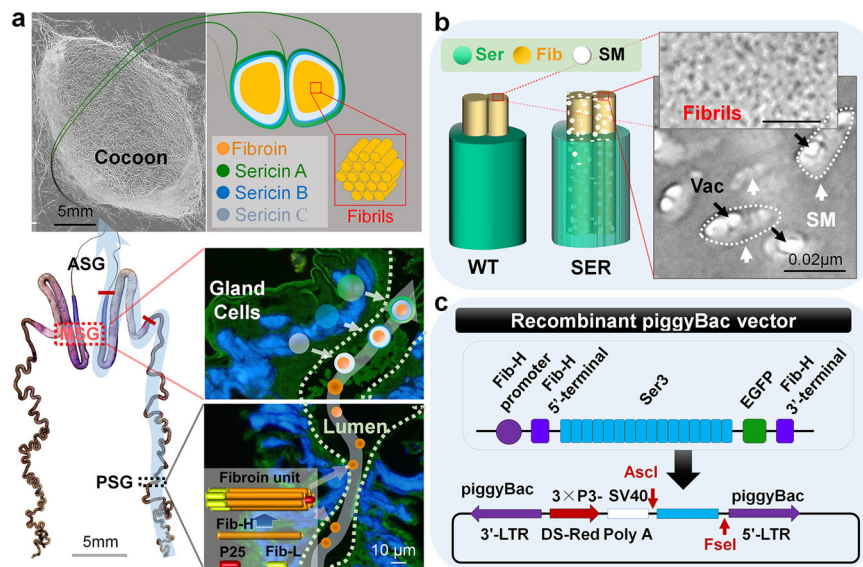 a
Cocoon
5mm
Fibroin
Sericin A
Sericin B
Sericin C
Fibrils
ASG
MSG
PSG
5mm
Gland
Cells
Lumen
Fibroin unit
Fib-H
P25
Fib-L
10 μm
b
Ser
Fib
SM
WT
SER
Fibrils
Vac
SM
0.02μm
c
Recombinant piggyBac vector
Fib-H
promoter
Fib-H
5'-terminal
Ser3
EGFP
Fib-H
3'-terminal
AscI
piggyBac
3×P3-
SV40
piggyBac
3'-LTR
DS-Red
Poly A
5'-LTR
FseI